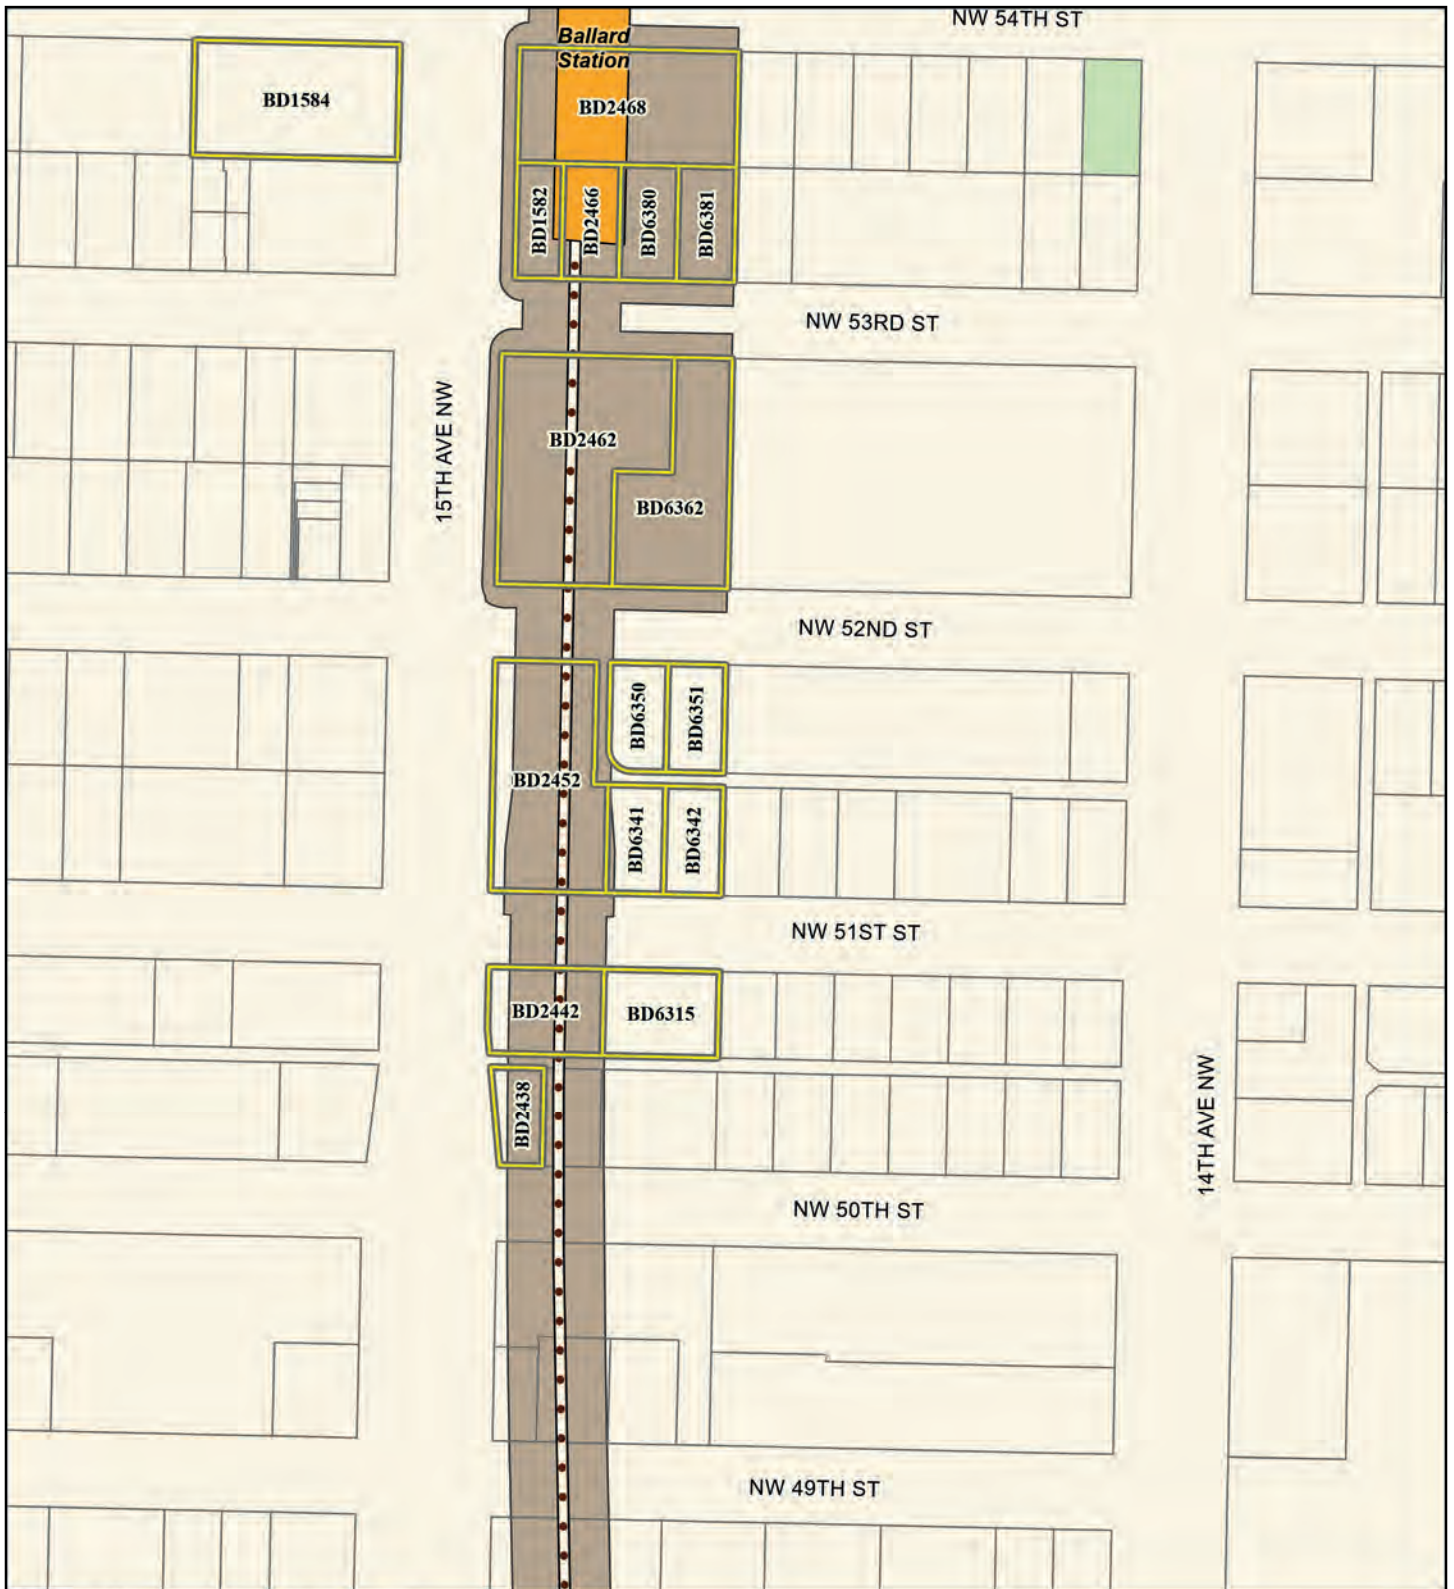 NW 54TH ST
Ballard
Station
BD1584
BD2468
BD1582
BD2466
BD6380
BD6381
NW 53RD ST
15TH AVE NW
BD2462
BD6362
NW 52ND ST
BD6350
BD6351
BD2452
BD6341
BD6342
NW 51ST ST
BD2442
BD6315
BD2438
14TH AVE NW
NW 50TH ST
NW 49TH ST